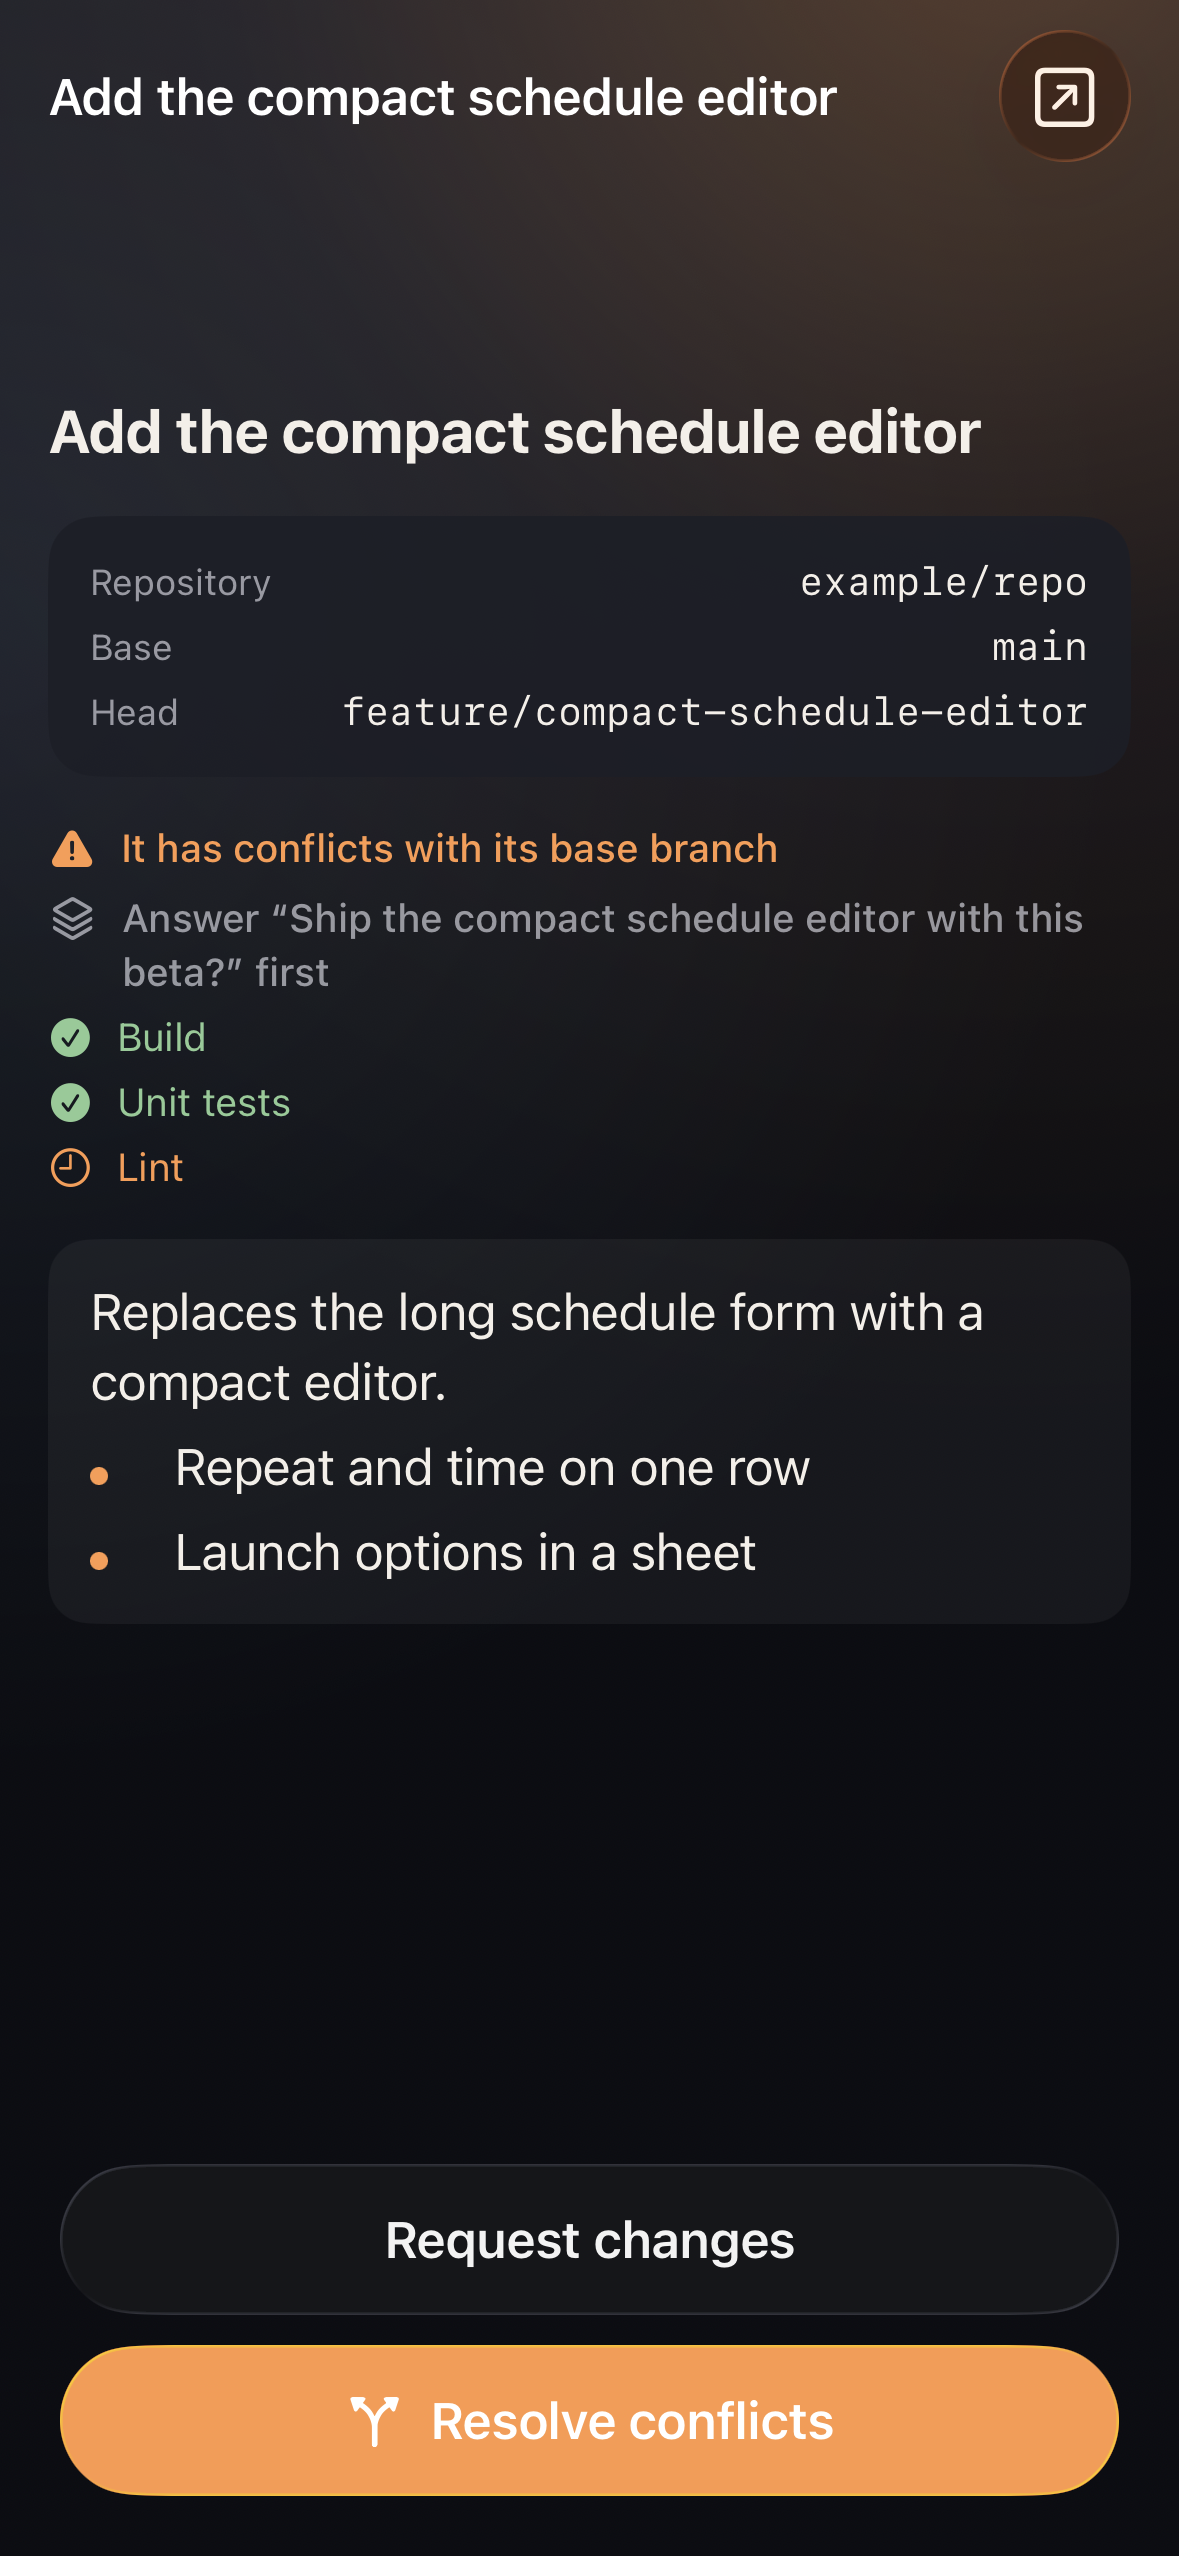 Add the compact schedule editor
Add the compact schedule editor
Repository example/repo
Base main
Head feature/compact-schedule-editor
It has conflicts with its base branch
Answer “Ship the compact schedule editor with this
beta?” first
Build
Unit tests
Lint
Replaces the long schedule form with a
compact editor.
• Repeat and time on one row
• Launch options in a sheet
Request changes
Resolve conflicts